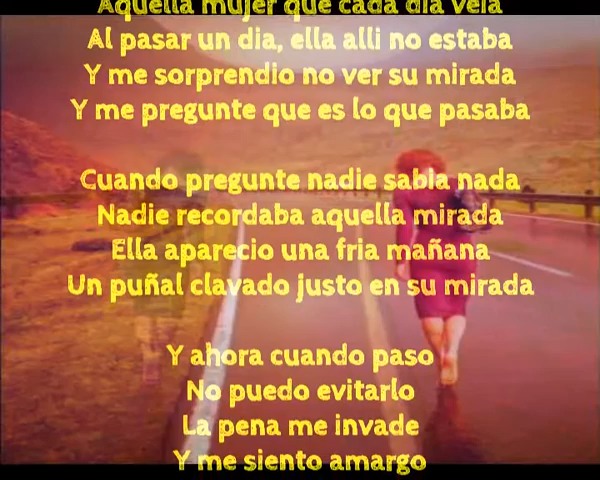 Aquella mujer que cada dia veia
Al pasar un dia, ella alli no estaba
Y me sorprendio no ver su mirada
Y me pregunte que es lo que pasaba
Cuando pregunte nadie sabia nada
Nadie recordaba aquella mirada
Ella aparecio una fria mañana
Un puñal clavado justo en su mirada
Y ahora cuando paso
No puedo evitarlo
La pena me invade
Y me siento amargo